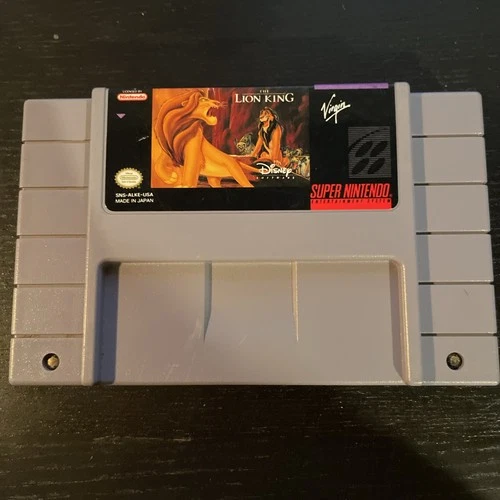 LICENSED BY
Nintendo
THE
LION KING
Disney
SOFTWARE
SNS-ALKE-USA
MADE IN JAPAN
Virgin
SUPER NINTENDO
ENTERTAINMENT SYSTEM